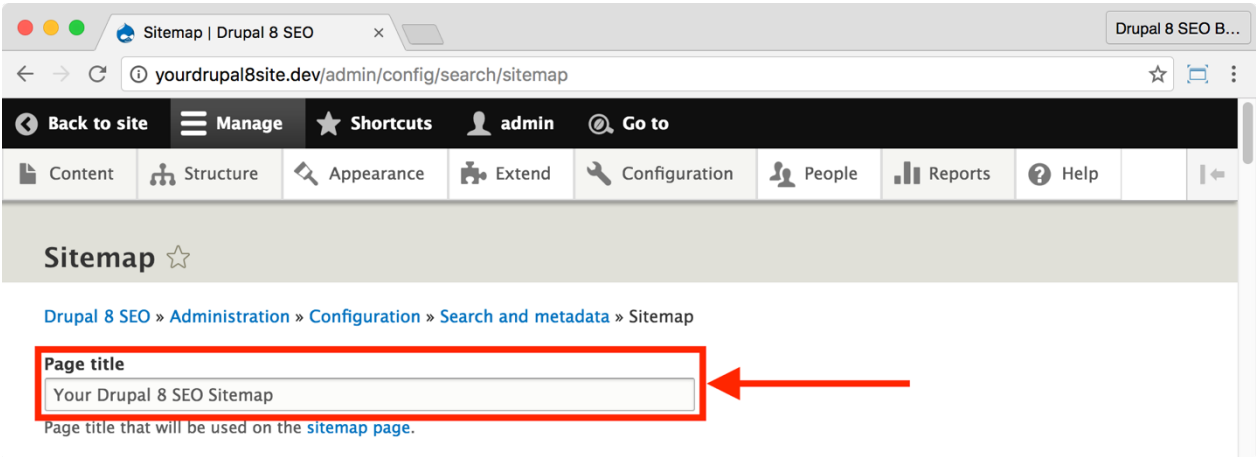 Sitemap | Drupal 8 SEO ×
Drupal 8 SEO B...
yourdrupal8site.dev/admin/config/search/sitemap
Back to site Manage Shortcuts admin Go to
Content Structure Appearance Extend Configuration People Reports Help
Sitemap
Drupal 8 SEO » Administration » Configuration » Search and metadata » Sitemap
Page title
Your Drupal 8 SEO Sitemap
Page title that will be used on the sitemap page.